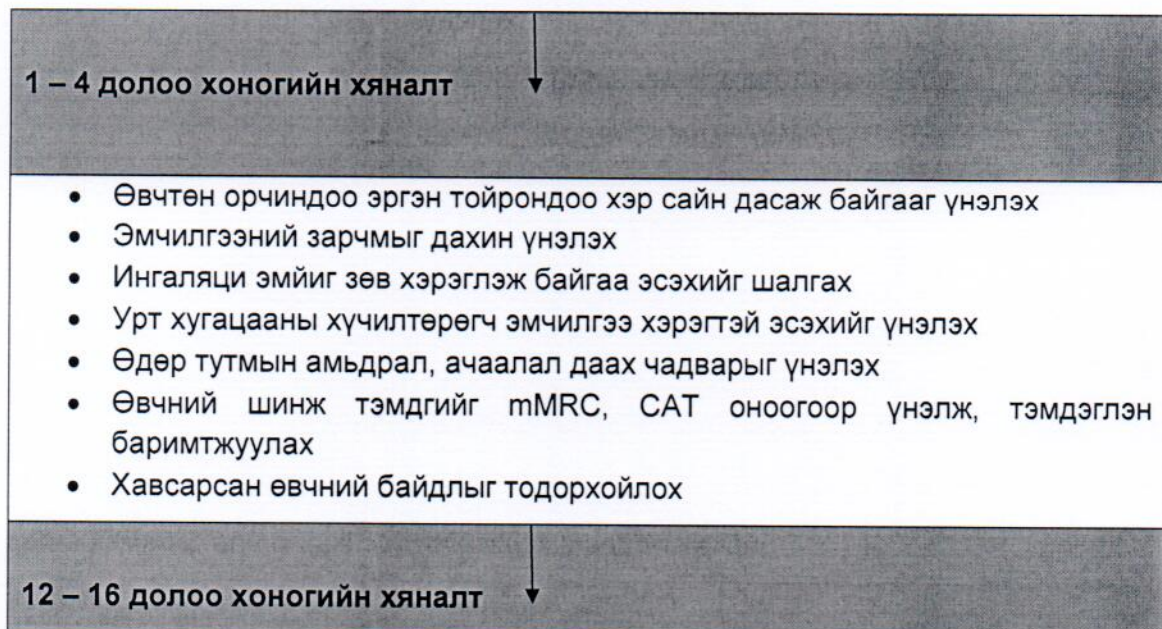 1 – 4 долоо хоногийн хяналт
• Өвчтөн орчиндоо эргэн тойрондоо хэр сайн дасаж байгааг үнэлэх
• Эмчилгээний зарчмыг дахин үнэлэх
• Ингаляци эмийг зөв хэрэглэж байгаа эсэхийг шалгах
• Урт хугацааны хүчилтөрөгч эмчилгээ хэрэгтэй эсэхийг үнэлэх
• Өдөр тутмын амьдрал, ачаалал даах чадварыг үнэлэх
• Өвчний шинж тэмдгийг mMRC, CAT оноогоор үнэлж, тэмдэглэн
баримтжуулах
• Хавсарсан өвчний байдлыг тодорхойлох
12 – 16 долоо хоногийн хяналт